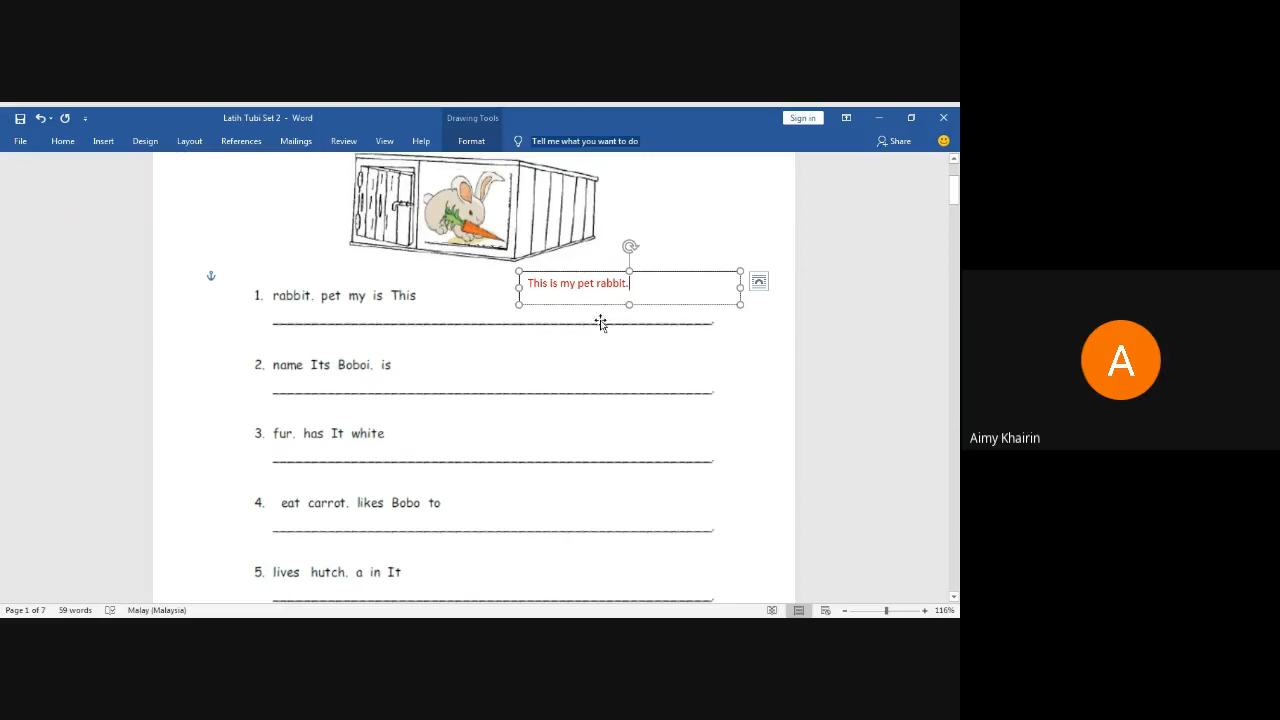 Latih Tubi Set 2 - Word
Drawing Tools
Sign in
File Home Insert Design Layout References Mailings Review View Help Format Tell me what you want to do Share
This is my pet rabbit.
1. rabbit. pet my is This
2. name Its Boboi. is
3. fur. has It white
4. eat carrot. likes Bobo to
5. lives hutch. a in It
Page 1 of 7 59 words Malay (Malaysia) 116%
A
Aimy Khairin